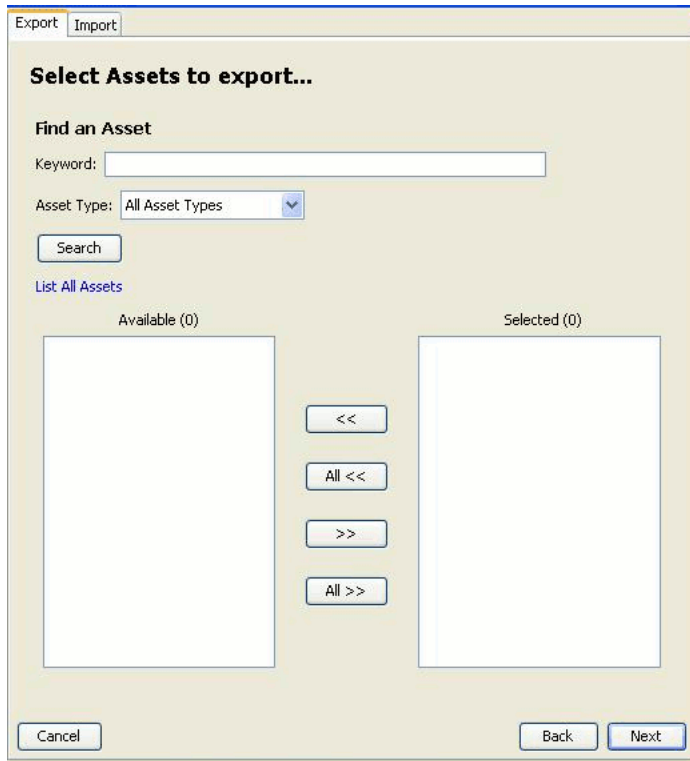 Export Import
Select Assets to export...
Find an Asset
Keyword:
Asset Type: All Asset Types
Search
List All Assets
Available (0) Selected (0)
<<
All <<
>>
All >>
Cancel Back Next